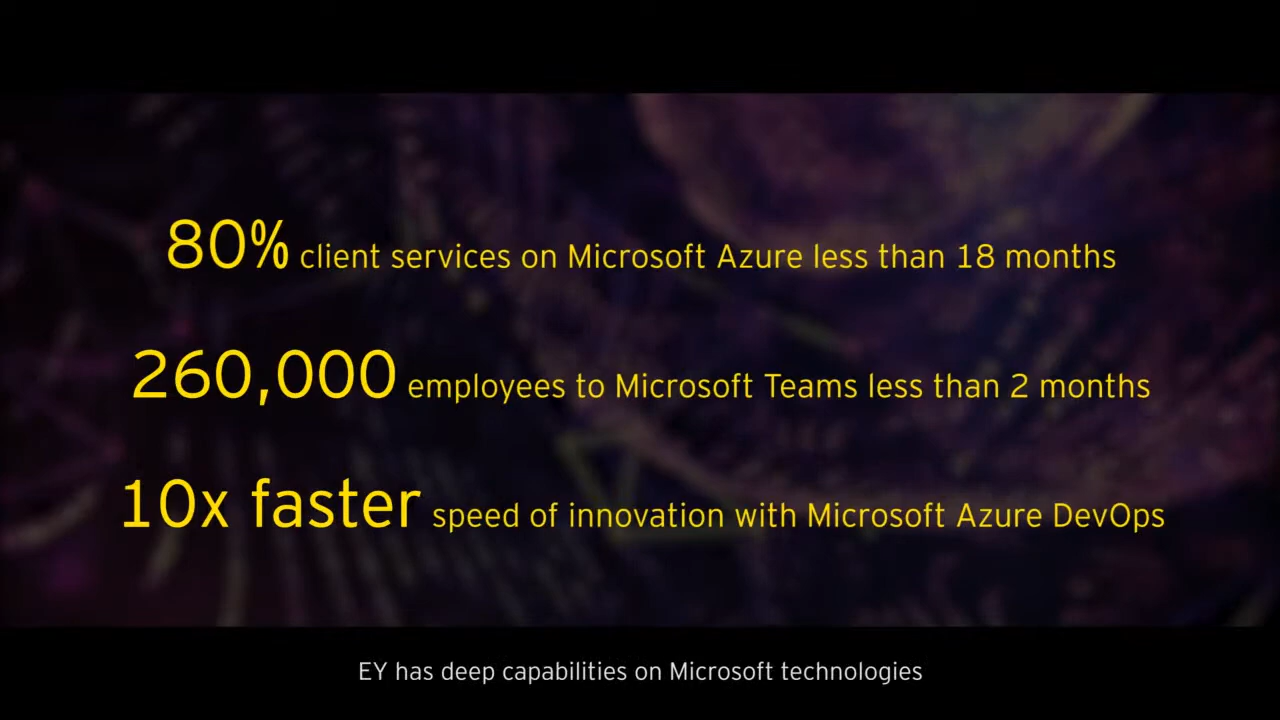 80% client services on Microsoft Azure less than 18 months
260,000 employees to Microsoft Teams less than 2 months
10x faster speed of innovation with Microsoft Azure DevOps
EY has deep capabilities on Microsoft technologies